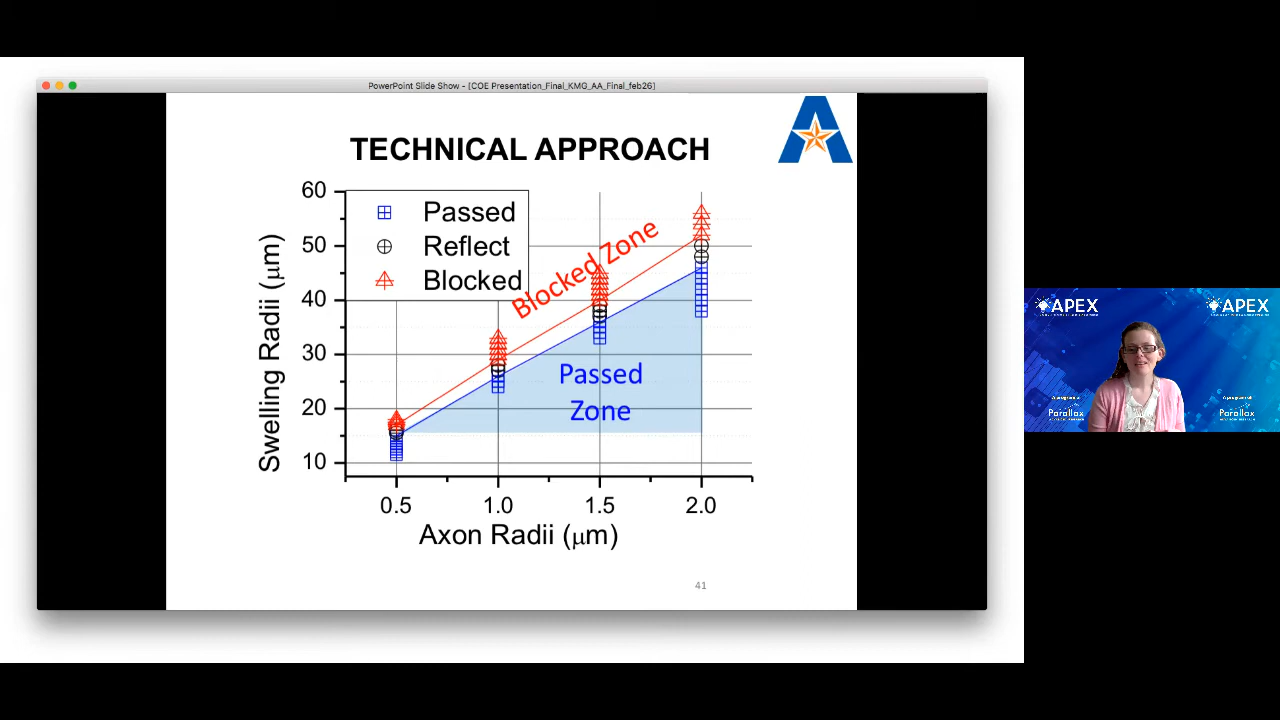 PowerPoint Slide Show - [COE Presentation_Final_KMG_AA_Final_feb26]
TECHNICAL APPROACH
A
Swelling Radii (μm)
60
50
40
30
20
10
Passed
Reflect
Blocked
Blocked Zone
Passed
Zone
0.5 1.0 1.5 2.0
Axon Radii (μm)
41
APEX
APEX
A program of
Parallax
Parallax